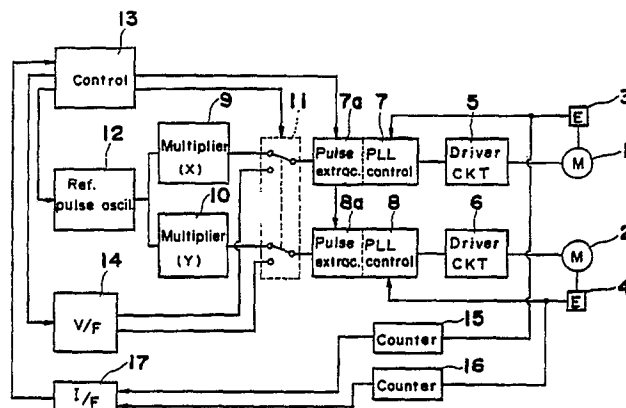 13
Control
12
Ref.
pulse oscil.
9
Multiplier
(X)
10
Multiplier
(Y)
11
7a
7
Pulse
extrac.
PLL
control
5
Driver
CKT
3
E
M
1
8a
8
Pulse
extrac.
PLL
control
6
Driver
CKT
2
M
E
4
14
V/F
15
Counter
16
Counter
17
I/F